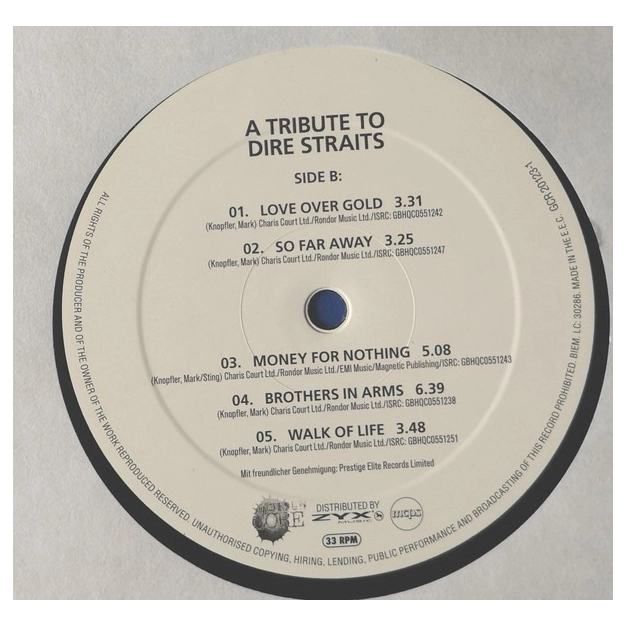 A TRIBUTE TO
DIRE STRAITS
SIDE B:
01. LOVE OVER GOLD 3.31
(Knopfler, Mark) Charis Court Ltd./Rondor Music Ltd./ISRC: GBHQC0551242
02. SO FAR AWAY 3.25
(Knopfler, Mark) Charis Court Ltd./Rondor Music Ltd./ISRC: GBHQC0551247
03. MONEY FOR NOTHING 5.08
(Knopfler, Mark/Sting) Charis Court Ltd./Rondor Music Ltd./EMI Music/Magnetic Publishing/ISRC: GBHQC0551243
04. BROTHERS IN ARMS 6.39
(Knopfler, Mark) Charis Court Ltd./Rondor Music Ltd./ISRC: GBHQC0551238
05. WALK OF LIFE 3.48
(Knopfler, Mark) Charis Court Ltd./Rondor Music Ltd./ISRC: GBHQC0551251
Mit freundlicher Genehmigung: Prestige Elite Records Limited
CORE
DISTRIBUTED BY
ZYX
MUSIC
mcps
33 RPM
ALL RIGHTS OF THE PRODUCER AND OF THE OWNER OF THE WORK REPRODUCED RESERVED. UNAUTHORISED COPYING, HIRING, LENDING, PUBLIC PERFORMANCE AND BROADCASTING OF THIS RECORD PROHIBITED. BIEM. LC: 30286. MADE IN THE E.E.C. GCR 20123-1